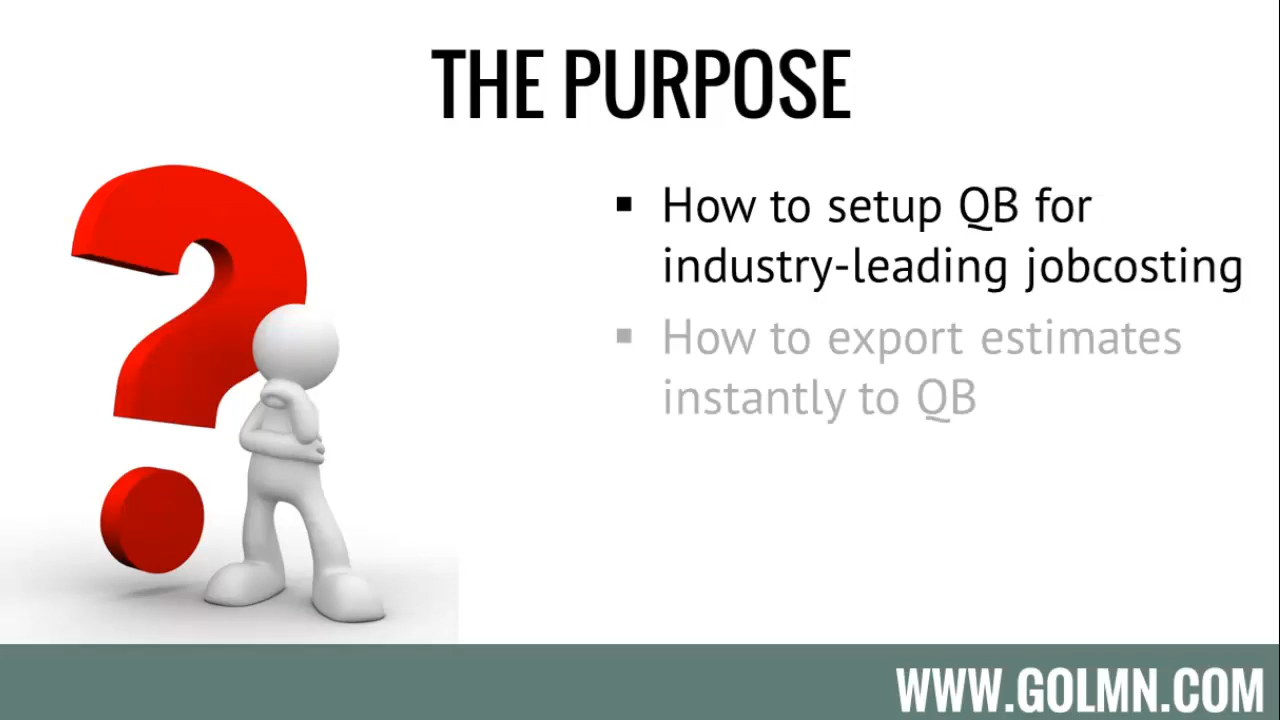 THE PURPOSE
▪ How to setup QB for
industry-leading jobcosting
▪ How to export estimates
instantly to QB
WWW.GOLMN.COM